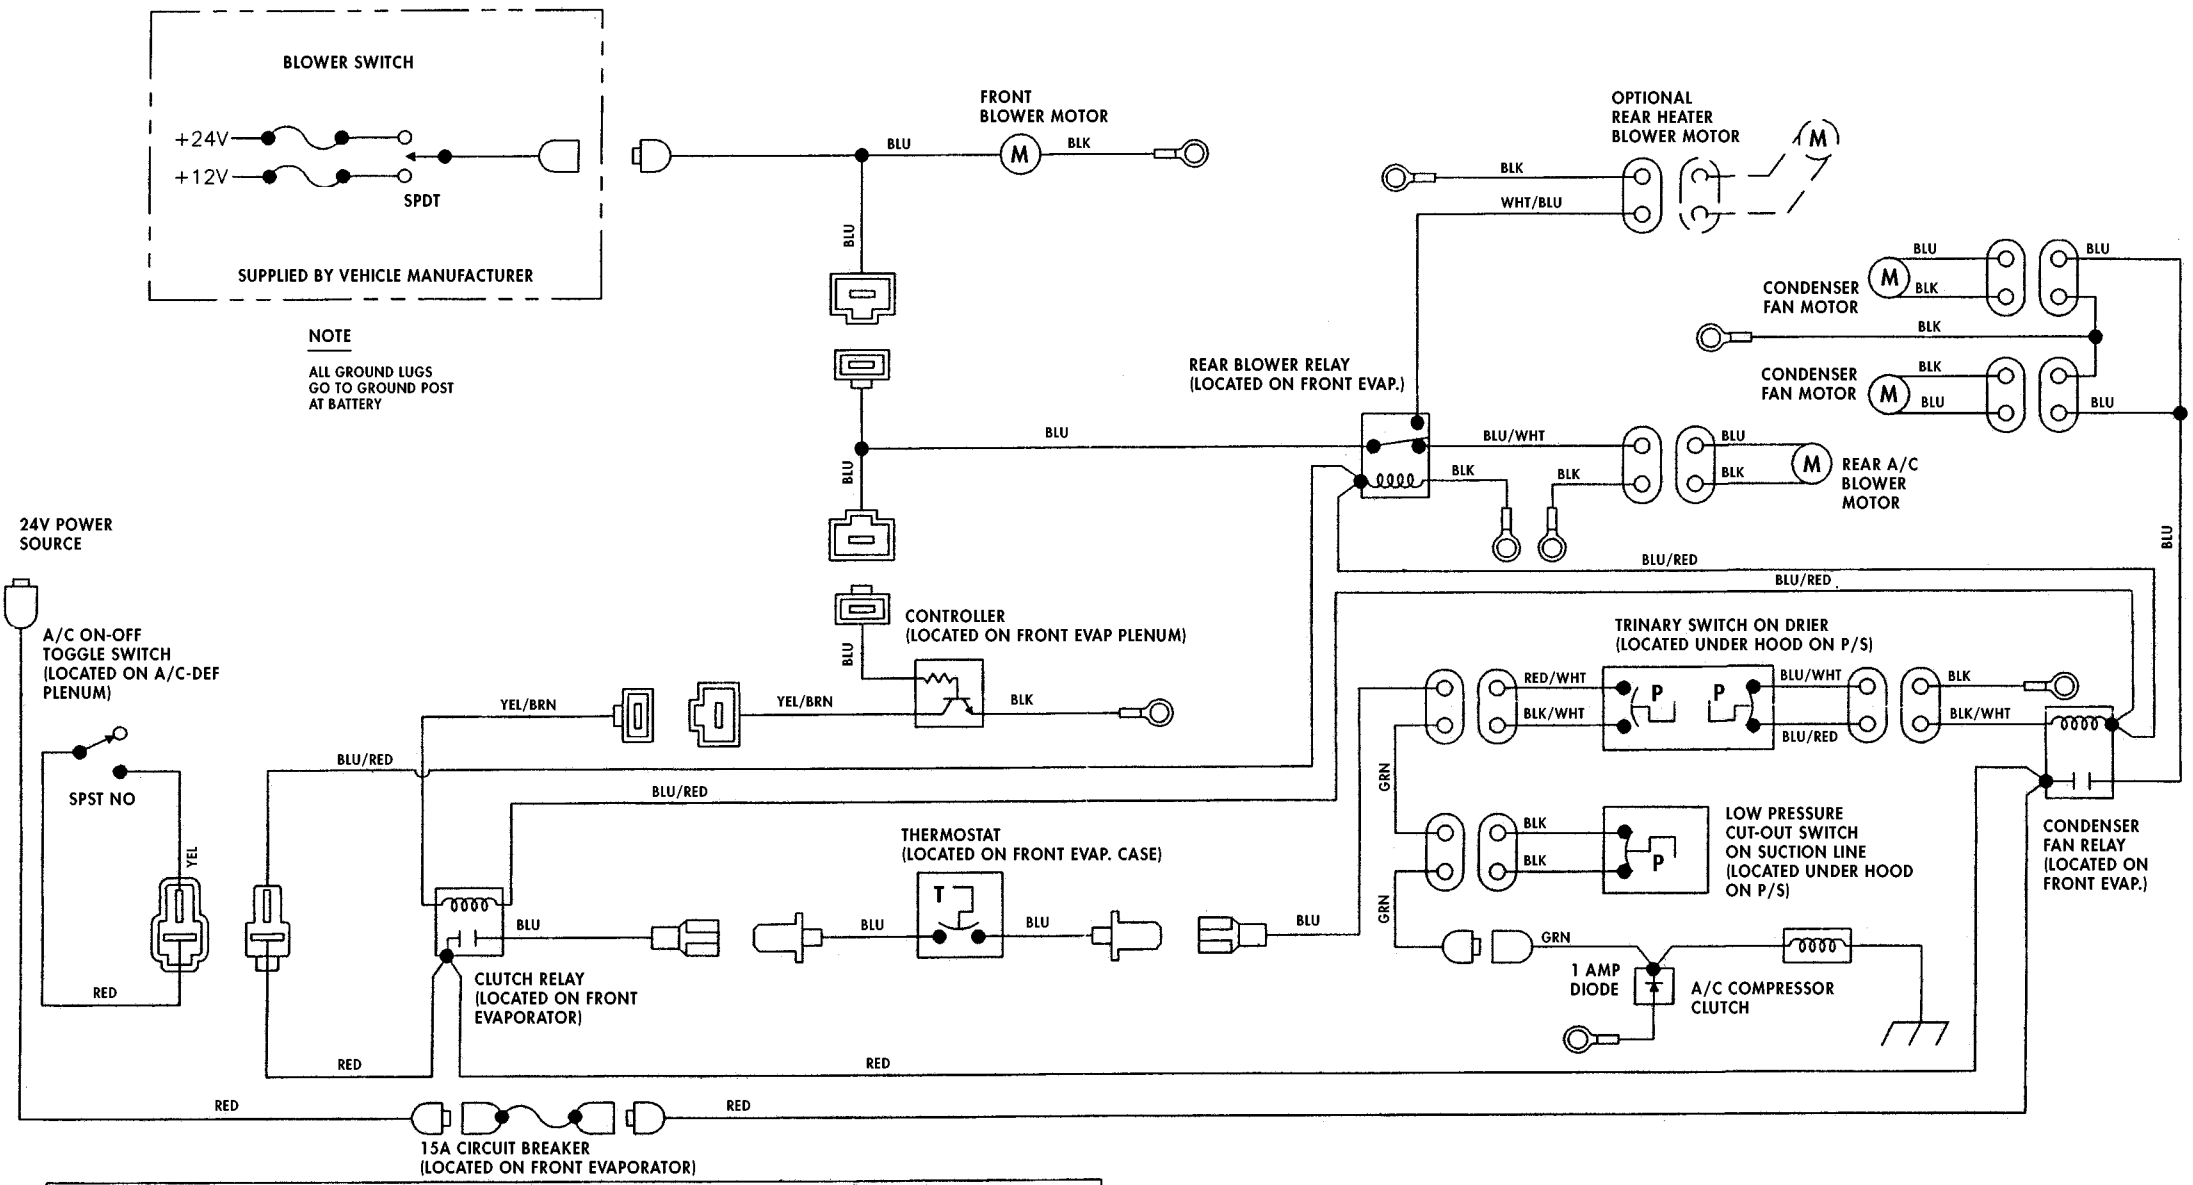 BLOWER SWITCH
+24V
+12V
SPDT
SUPPLIED BY VEHICLE MANUFACTURER
NOTE
ALL GROUND LUGS
GO TO GROUND POST
AT BATTERY
FRONT
BLOWER MOTOR
BLU
M
BLK
BLU
OPTIONAL
REAR HEATER
BLOWER MOTOR
M
BLK
WHT/BLU
CONDENSER
FAN MOTOR
M
BLU
BLK
BLU
BLK
CONDENSER
FAN MOTOR
M
BLK
BLU
BLU
REAR BLOWER RELAY
(LOCATED ON FRONT EVAP.)
BLU
BLU
BLU/WHT
BLK
BLK
BLU
BLK
M
REAR A/C
BLOWER
MOTOR
BLU
BLU/RED
BLU/RED
24V POWER
SOURCE
A/C ON-OFF
TOGGLE SWITCH
(LOCATED ON A/C-DEF
PLENUM)
SPST NO
YEL
RED
CONTROLLER
(LOCATED ON FRONT EVAP PLENUM)
BLU
YEL/BRN
YEL/BRN
BLK
BLU/RED
BLU/RED
TRINARY SWITCH ON DRIER
(LOCATED UNDER HOOD ON P/S)
RED/WHT
BLK/WHT
P
P
BLU/WHT
BLU/RED
BLK
BLK/WHT
GRN
BLK
BLK
P
LOW PRESSURE
CUT-OUT SWITCH
ON SUCTION LINE
(LOCATED UNDER HOOD
ON P/S)
CONDENSER
FAN RELAY
(LOCATED ON
FRONT EVAP.)
THERMOSTAT
(LOCATED ON FRONT EVAP. CASE)
T
BLU
BLU
BLU
BLU
GRN
GRN
1 AMP
DIODE
A/C COMPRESSOR
CLUTCH
CLUTCH RELAY
(LOCATED ON FRONT
EVAPORATOR)
RED
RED
RED
RED
15A CIRCUIT BREAKER
(LOCATED ON FRONT EVAPORATOR)